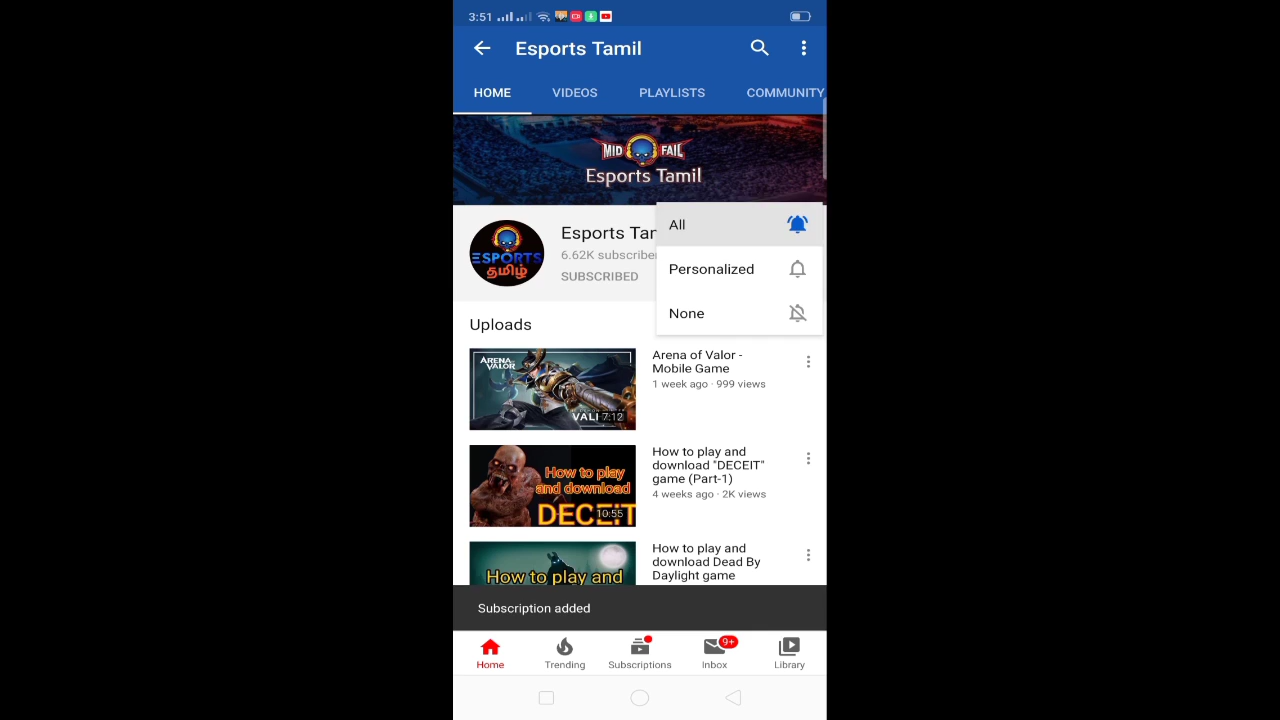 3:51
Esports Tamil
HOME VIDEOS PLAYLISTS COMMUNITY
MID FAIL
Esports Tamil
Esports Tar
6.62K subscriber
SUBSCRIBED
ESPORTS
தமிழ்
All
Personalized
None
Uploads
ARENA OF
VALOR
VALI 7:12
Arena of Valor -
Mobile Game
1 week ago · 999 views
How to play
and download
DECEIT
10:55
How to play and
download "DECEIT"
game (Part-1)
4 weeks ago · 2K views
How to play and
How to play and
download Dead By
Daylight game
Subscription added
9+
Home Trending Subscriptions Inbox Library